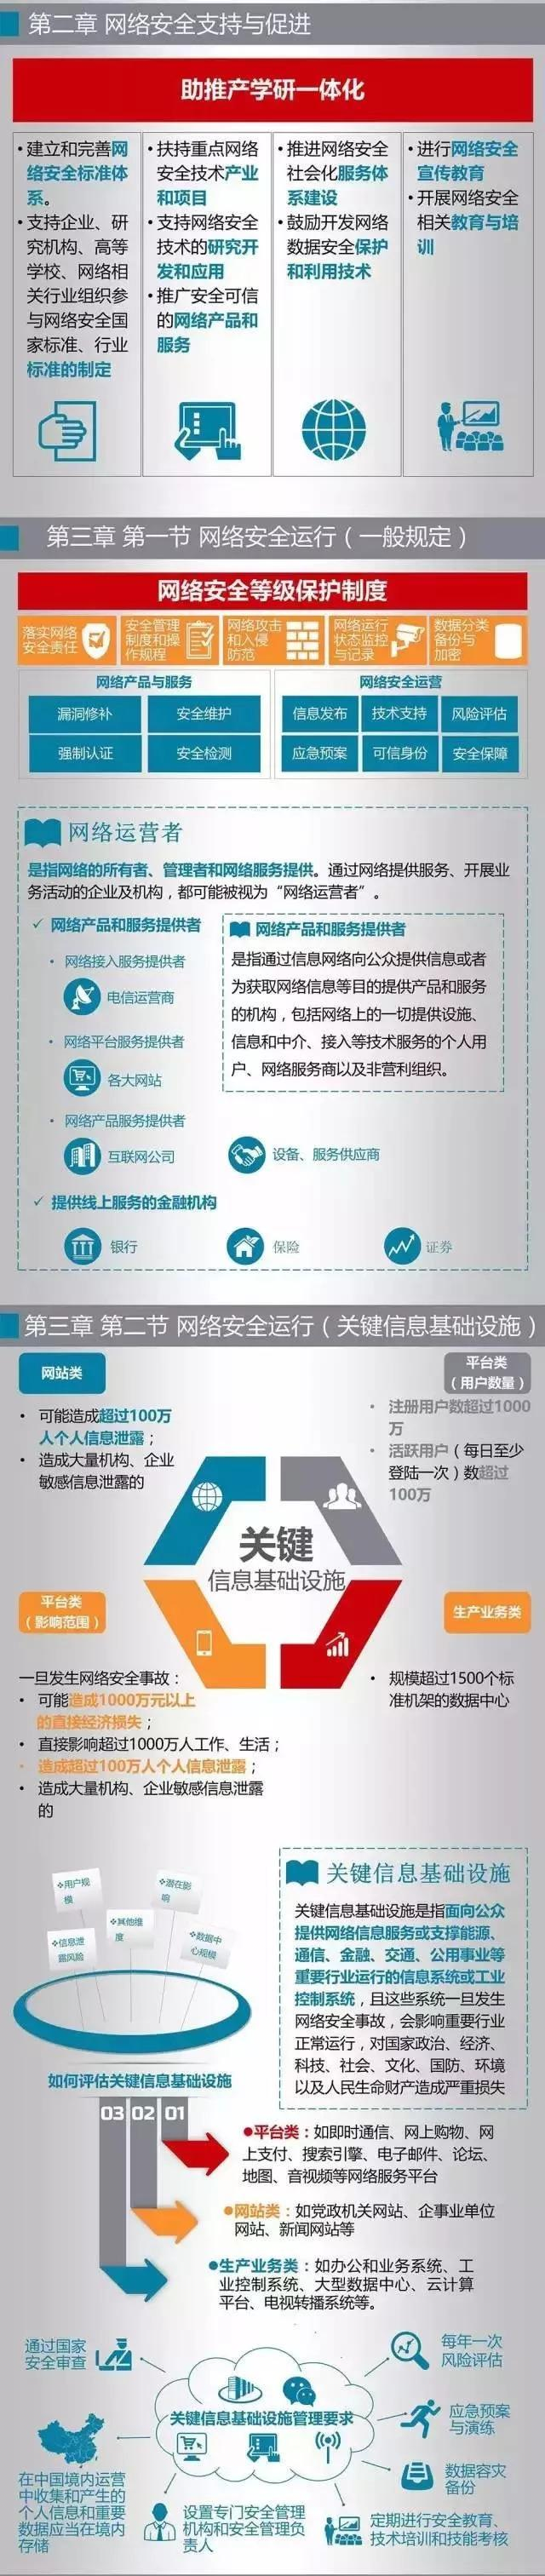 第二章 网络安全支持与促进
助推产学研一体化
• 建立和完善网
络安全标准体
系。
• 支持企业、研
究机构、高等
学校、网络相
关行业组织参
与网络安全国
家标准、行业
标准的制定
• 扶持重点网络
安全技术产业
和项目
• 支持网络安全
技术的研究开
发和应用
• 推广安全可信
的网络产品和
服务
• 推进网络安全
社会化服务体
系建设
• 鼓励开发网络
数据安全保护
和利用技术
• 进行网络安全
宣传教育
• 开展网络安全
相关教育与培
训
第三章 第一节 网络安全运行（一般规定）
网络安全等级保护制度
落实网络
安全责任
安全管理
制度和操
作规程
网络攻击
和入侵
防范
网络运行
状态监控
与记录
数据分类
备份与
加密
网络产品与服务
漏洞修补
安全维护
强制认证
安全检测
网络安全运营
信息发布
技术支持
风险评估
应急预案
可信身份
安全保障
网络运营者
是指网络的所有者、管理者和网络服务提供。通过网络提供服务、开展业
务活动的企业及机构，都可能被视为“网络运营者”。
✓ 网络产品和服务提供者
• 网络接入服务提供者
电信运营商
• 网络平台服务提供者
各大网站
• 网络产品服务提供者
互联网公司
设备、服务供应商
网络产品和服务提供者
是指通过信息网络向公众提供信息或者
为获取网络信息等目的提供产品和服务
的机构，包括网络上的一切提供设施、
信息和中介、接入等技术服务的个人用
户、网络服务商以及非营利组织。
✓ 提供线上服务的金融机构
银行
保险
证券
第三章 第二节 网络安全运行（关键信息基础设施）
网站类
• 可能造成超过100万
人个人信息泄露；
• 造成大量机构、企业
敏感信息泄露的
平台类
（用户数量）
• 注册用户数超过1000
万
• 活跃用户（每日至少
登陆一次）数超过
100万
关键
信息基础设施
平台类
（影响范围）
一旦发生网络安全事故：
• 可能造成1000万元以上
的直接经济损失；
• 直接影响超过1000万人工作、生活；
• 造成超过100万人个人信息泄露；
• 造成大量机构、企业敏感信息泄露
的
生产业务类
• 规模超过1500个标
准机架的数据中心
❖用户规
模
❖潜在影
响
❖其他维
度
❖信息泄
露风险
❖数据中
心规模
如何评估关键信息基础设施
关键信息基础设施
关键信息基础设施是指面向公众
提供网络信息服务或支撑能源、
通信、金融、交通、公用事业等
重要行业运行的信息系统或工业
控制系统，且这些系统一旦发生
网络安全事故，会影响重要行业
正常运行，对国家政治、经济、
科技、社会、文化、国防、环境
以及人民生命财产造成严重损失
03 02 01
●平台类：如即时通信、网上购物、网
上支付、搜索引擎、电子邮件、论坛、
地图、音视频等网络服务平台
●网站类：如党政机关网站、企事业单位
网站、新闻网站等
●生产业务类：如办公和业务系统、工
业控制系统、大型数据中心、云计算
平台、电视转播系统等。
通过国家
安全审查
每年一次
风险评估
关键信息基础设施管理要求
应急预案
与演练
在中国境内运营
中收集和产生的
个人信息和重要
数据应当在境内
存储
数据容灾
备份
设置专门安全管理
机构和安全管理负
责人
定期进行安全教育、
技术培训和技能考核